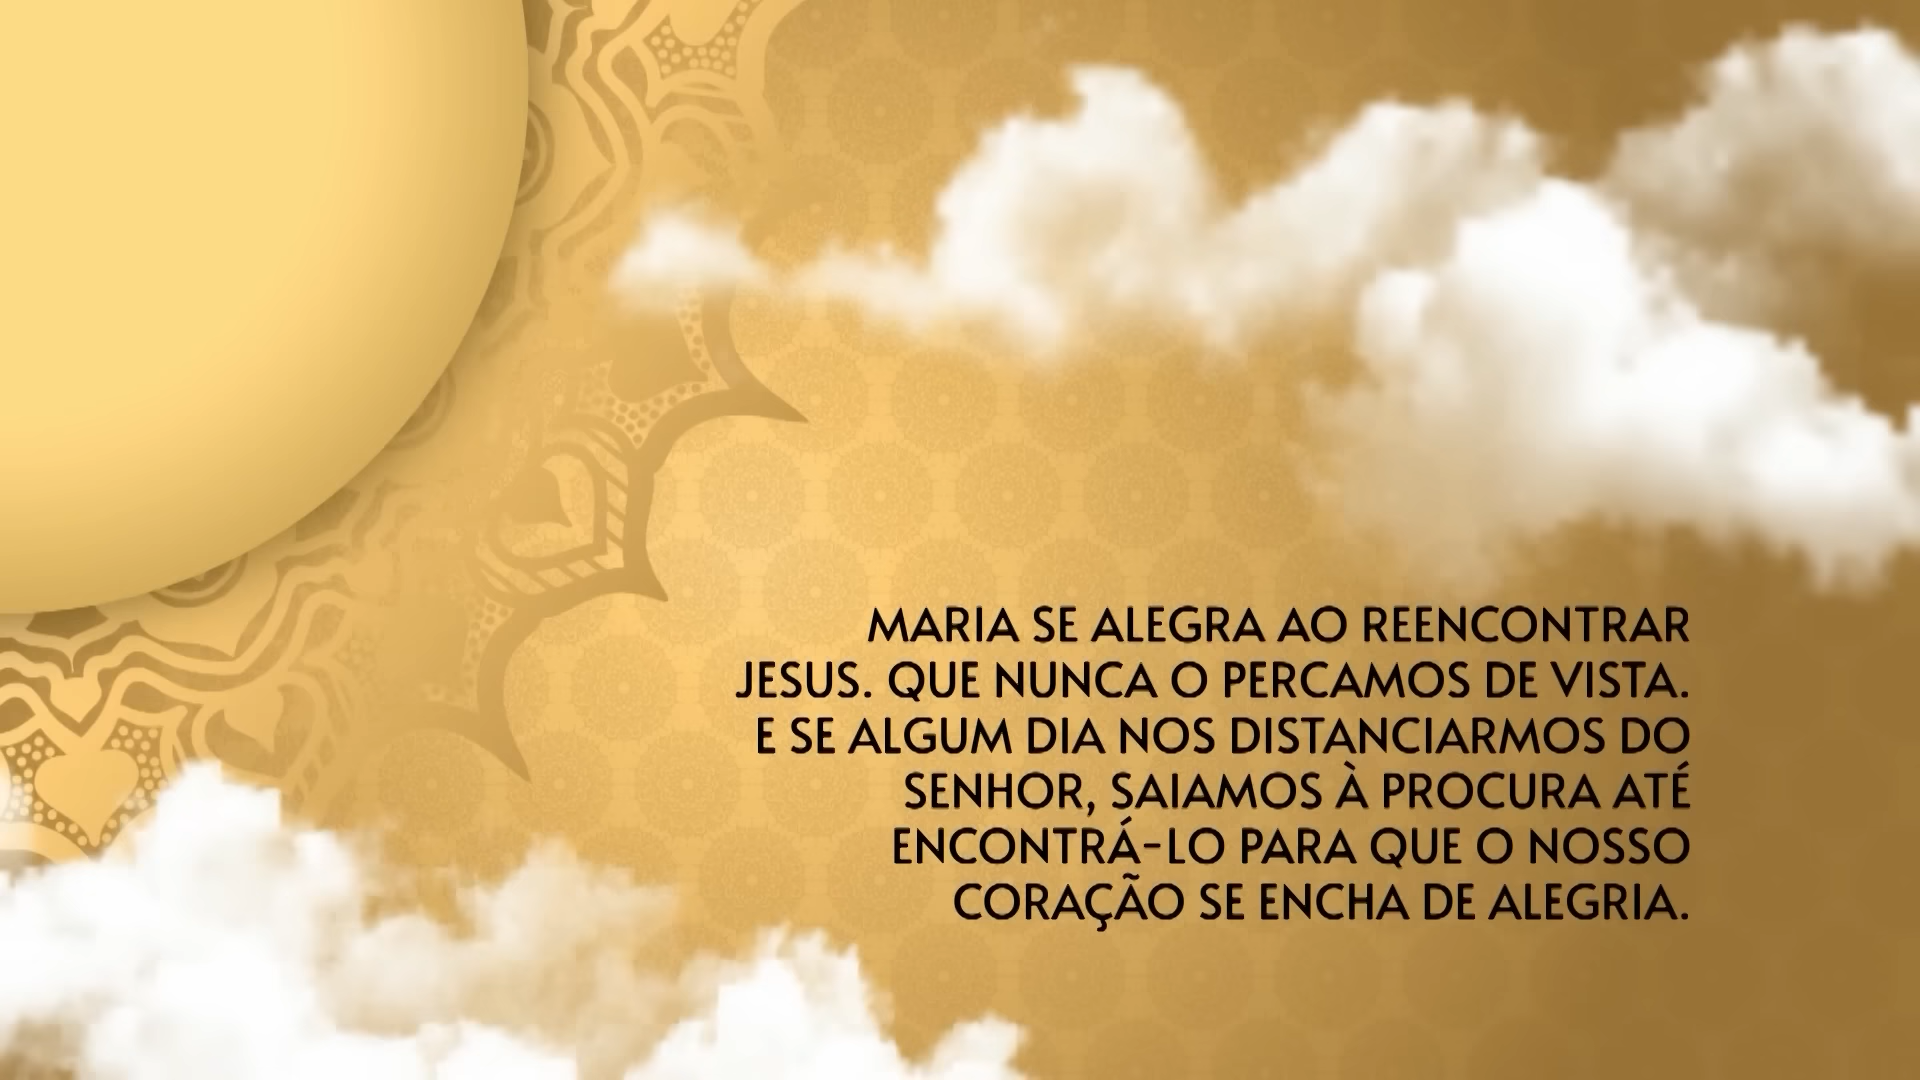 MARIA SE ALEGRA AO REENCONTRAR
JESUS. QUE NUNCA O PERCAMOS DE VISTA.
E SE ALGUM DIA NOS DISTANCIARMOS DO
SENHOR, SAIAMOS À PROCURA ATÉ
ENCONTRÁ-LO PARA QUE O NOSSO
CORAÇÃO SE ENCHA DE ALEGRIA.